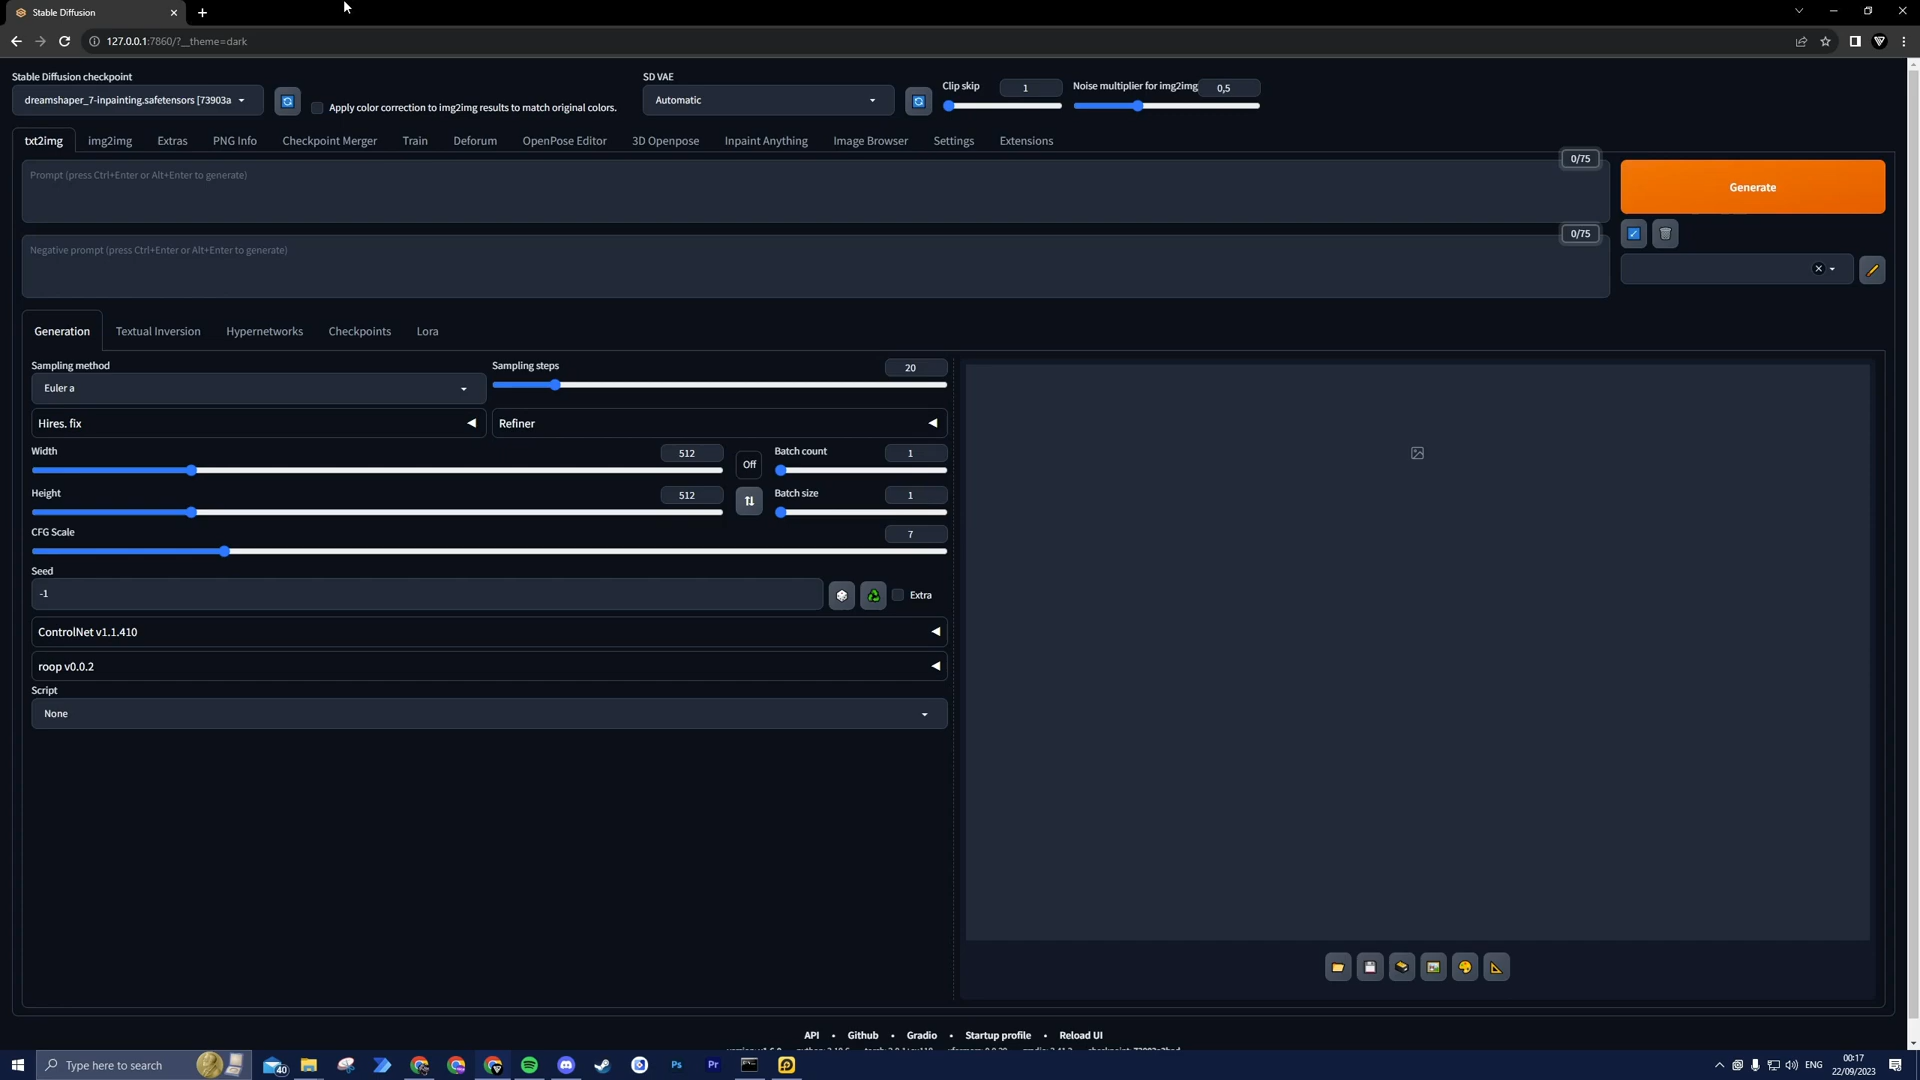 Stable Diffusion
127.0.0.1:7860/?__theme=dark
Stable Diffusion checkpoint
dreamshaper_7-inpainting.safetensors [73903a
Apply color correction to img2img results to match original colors.
SD VAE
Automatic
Clip skip
1
Noise multiplier for img2img
0,5
txt2img
img2img
Extras
PNG Info
Checkpoint Merger
Train
Deforum
OpenPose Editor
3D Openpose
Inpaint Anything
Image Browser
Settings
Extensions
Prompt (press Ctrl+Enter or Alt+Enter to generate)
0/75
Generate
Negative prompt (press Ctrl+Enter or Alt+Enter to generate)
0/75
Generation
Textual Inversion
Hypernetworks
Checkpoints
Lora
Sampling method
Euler a
Sampling steps
20
Hires. fix
Refiner
Width
512
Off
Batch count
1
Height
512
Batch size
1
CFG Scale
7
Seed
-1
Extra
ControlNet v1.1.410
roop v0.0.2
Script
None
API • Github • Gradio • Startup profile • Reload UI
Type here to search
40
Ps
Pr
ENG
00:17
22/09/2023